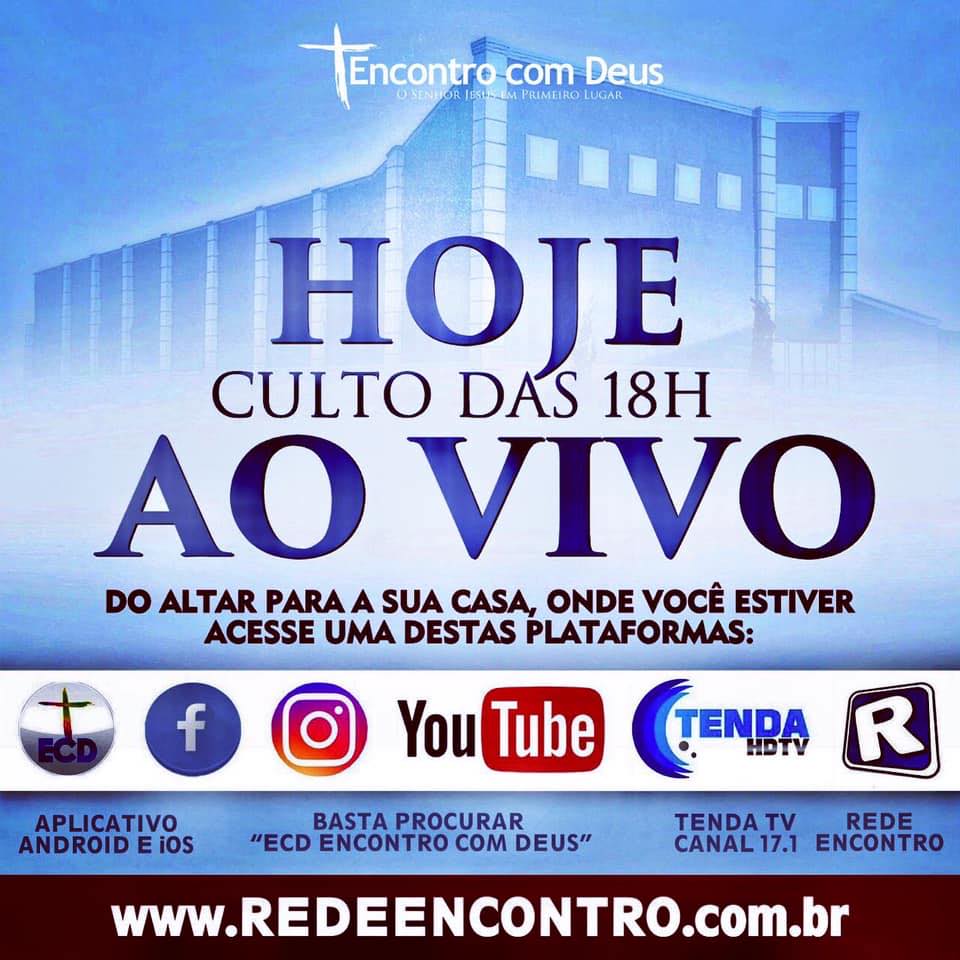 Encontro com Deus
O SENHOR JESUS EM PRIMEIRO LUGAR
HOJE
CULTO DAS 18H
AO VIVO
DO ALTAR PARA A SUA CASA, ONDE VOCÊ ESTIVER
ACESSE UMA DESTAS PLATAFORMAS:
ECD
f
YouTube
TENDA
HDTV
R
APLICATIVO
ANDROID E iOS
BASTA PROCURAR
“ECD ENCONTRO COM DEUS”
TENDA TV
CANAL 17.1
REDE
ENCONTRO
www.REDEENCONTRO.com.br